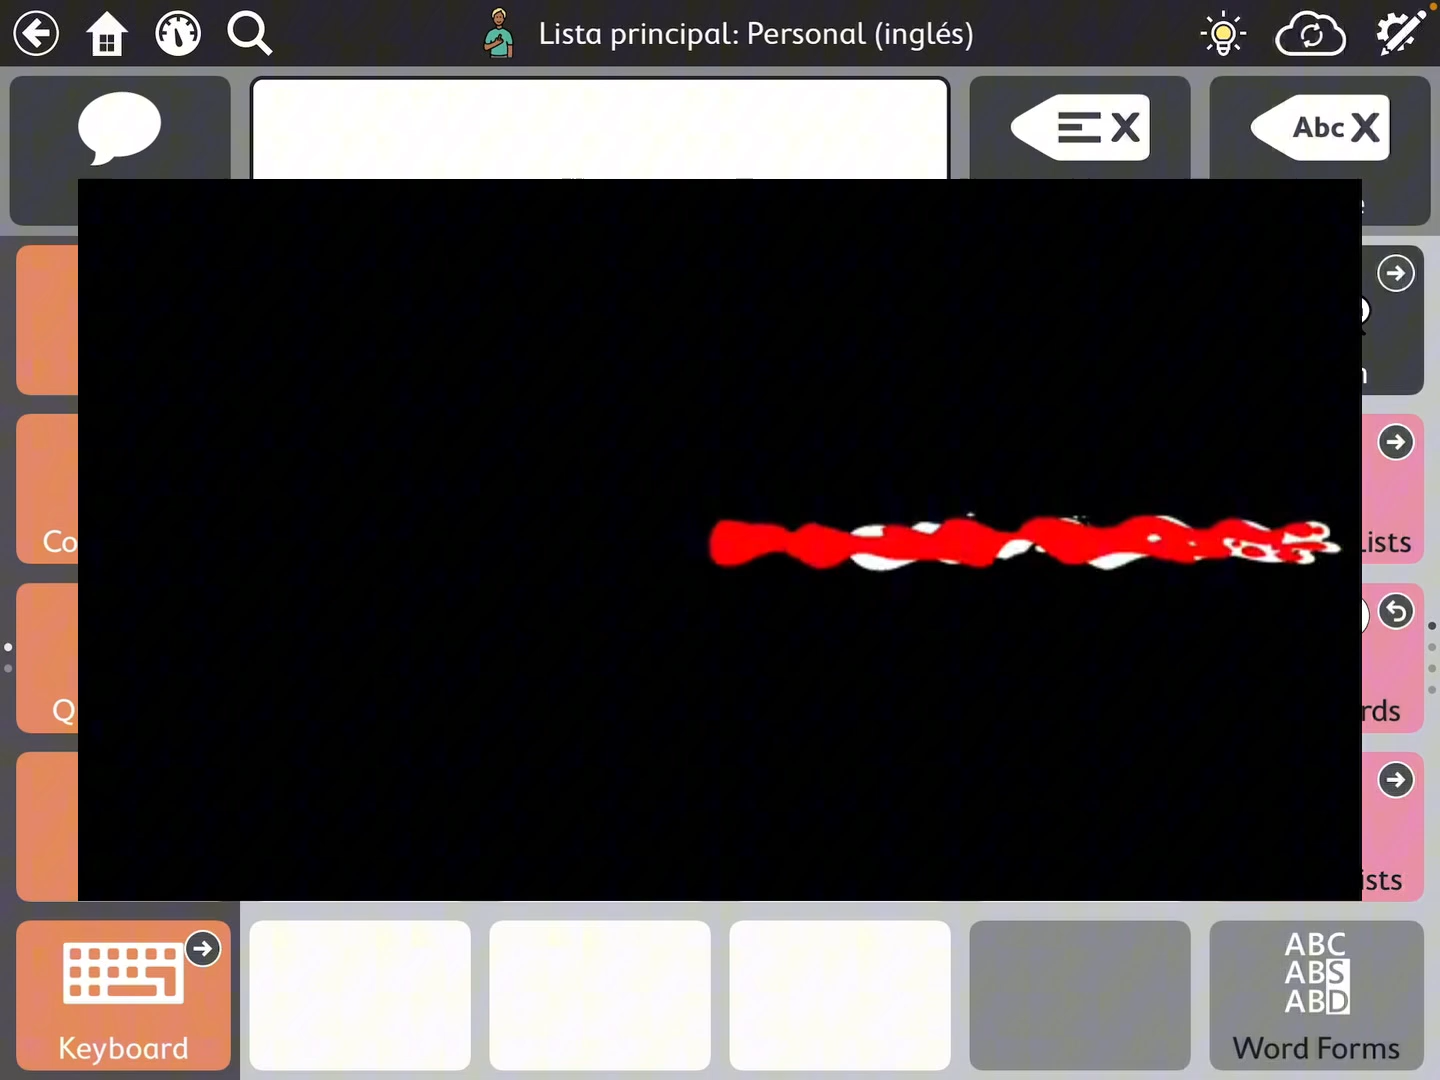 Lista principal: Personal (inglés)
Abc X
Co
Lists
Q
rds
ists
Keyboard
ABC
ABS
ABD
Word Forms